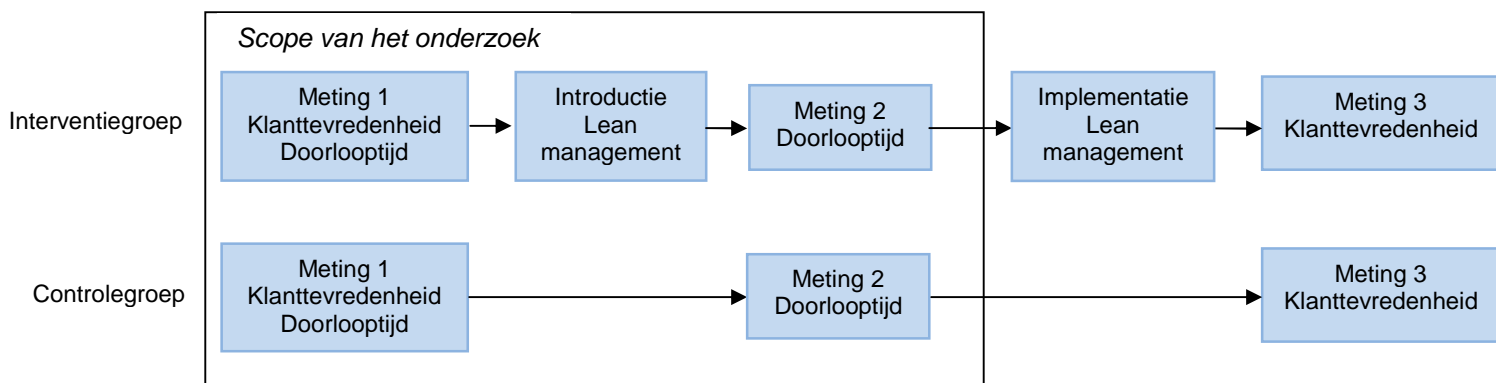 Scope van het onderzoek
Interventiegroep
Meting 1
Klanttevredenheid
Doorlooptijd
Introductie
Lean
management
Meting 2
Doorlooptijd
Implementatie
Lean
management
Meting 3
Klanttevredenheid
Controlegroep
Meting 1
Klanttevredenheid
Doorlooptijd
Meting 2
Doorlooptijd
Meting 3
Klanttevredenheid